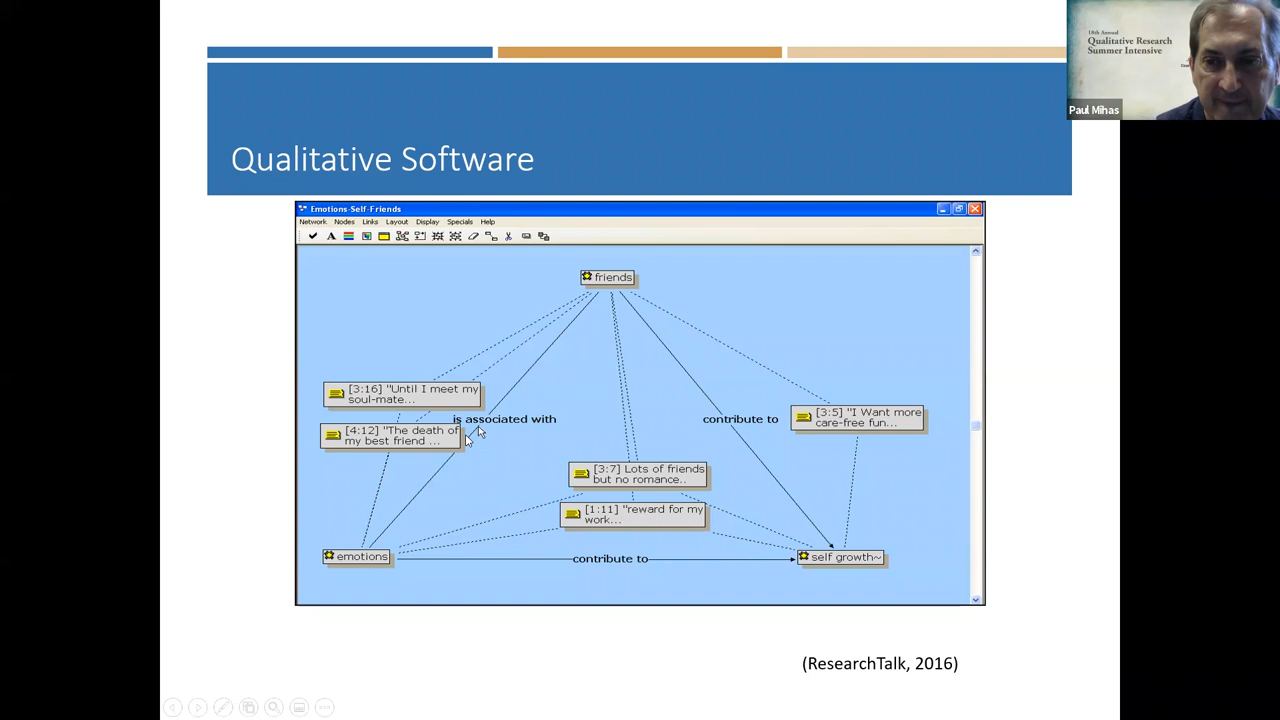 18th Annual
Qualitative Research
Summer Intensive
Paul Mihas
Qualitative Software
Emotions-Self-Friends
Network Nodes Links Layout Display Specials Help
friends
[3:16] "Until I meet my
soul-mate...
is associated with
contribute to
[3:5] "I Want more
care-free fun...
[4:12] "The death of
my best friend ...
[3:7] Lots of friends
but no romance..
[1:11] "reward for my
work...
emotions
contribute to
self growth~
(ResearchTalk, 2016)